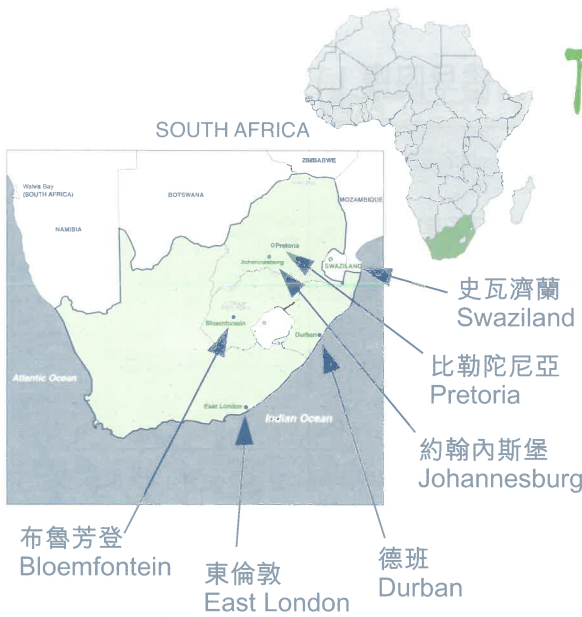 SOUTH AFRICA
ZIMBABWE
Walvis Bay
(SOUTH AFRICA)
BOTSWANA
MOZAMBIQUE
NAMIBIA
Pretoria
Johannesburg
SWAZILAND
史瓦濟蘭
Swaziland
Bloemfontein
Durban
比勒陀尼亞
Pretoria
Atlantic Ocean
East London
Indian Ocean
約翰內斯堡
Johannesburg
布魯芳登
Bloemfontein
東倫敦
East London
德班
Durban